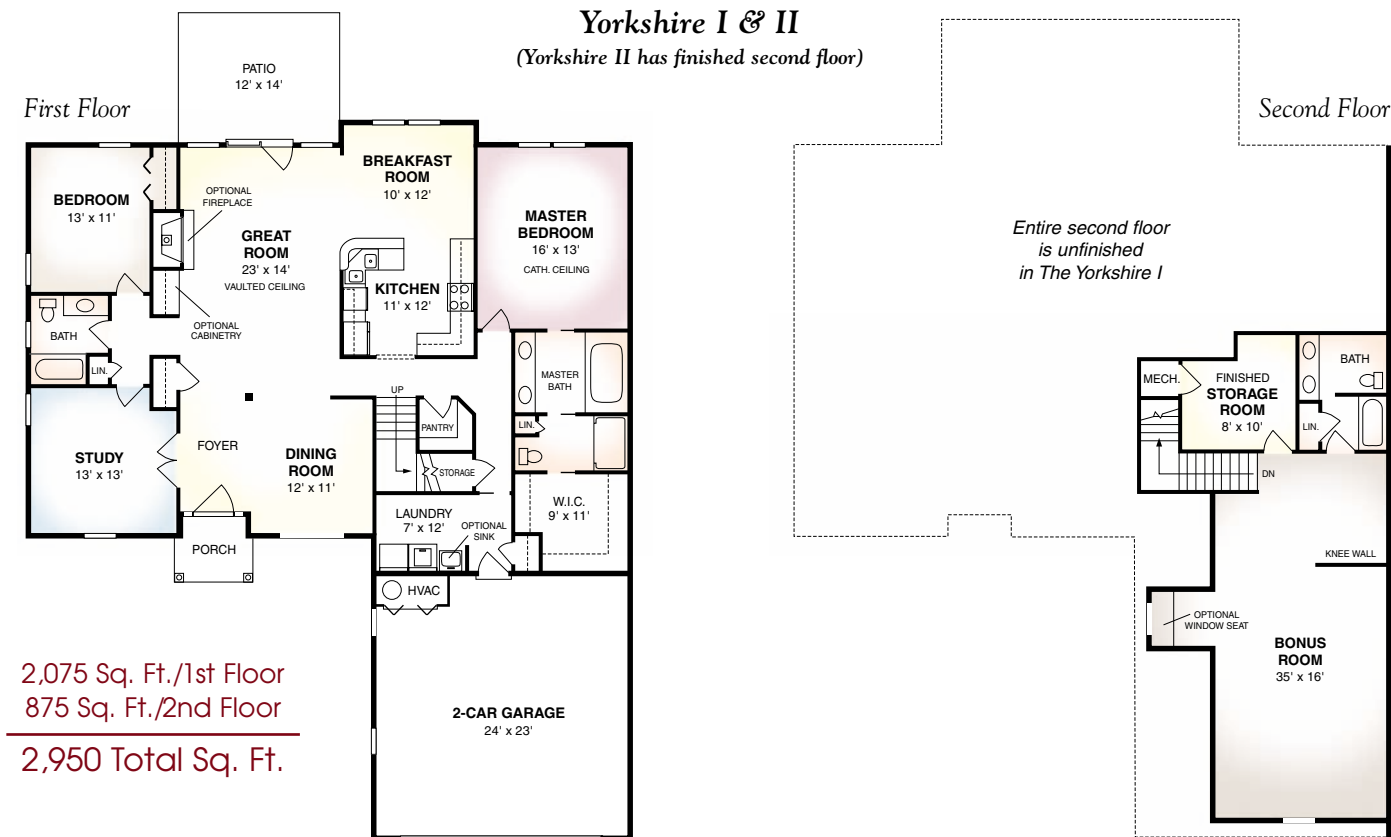 Yorkshire I & II
(Yorkshire II has finished second floor)
First Floor
Second Floor
PATIO
12' x 14'
BEDROOM
13' x 11'
OPTIONAL
FIREPLACE
GREAT
ROOM
23' x 14'
VAULTED CEILING
BREAKFAST
ROOM
10' x 12'
MASTER
BEDROOM
16' x 13'
CATH. CEILING
KITCHEN
11' x 12'
OPTIONAL
CABINETRY
BATH
LIN.
MASTER
BATH
UP
PANTRY
LIN.
STUDY
13' x 13'
FOYER
DINING
ROOM
12' x 11'
STORAGE
LAUNDRY
7' x 12'
OPTIONAL
SINK
W.I.C.
9' x 11'
PORCH
HVAC
2-CAR GARAGE
24' x 23'
2,075 Sq. Ft./1st Floor
875 Sq. Ft./2nd Floor
2,950 Total Sq. Ft.
Entire second floor
is unfinished
in The Yorkshire I
MECH.
FINISHED
STORAGE
ROOM
8' x 10'
BATH
LIN.
DN
KNEE WALL
OPTIONAL
WINDOW SEAT
BONUS
ROOM
35' x 16'